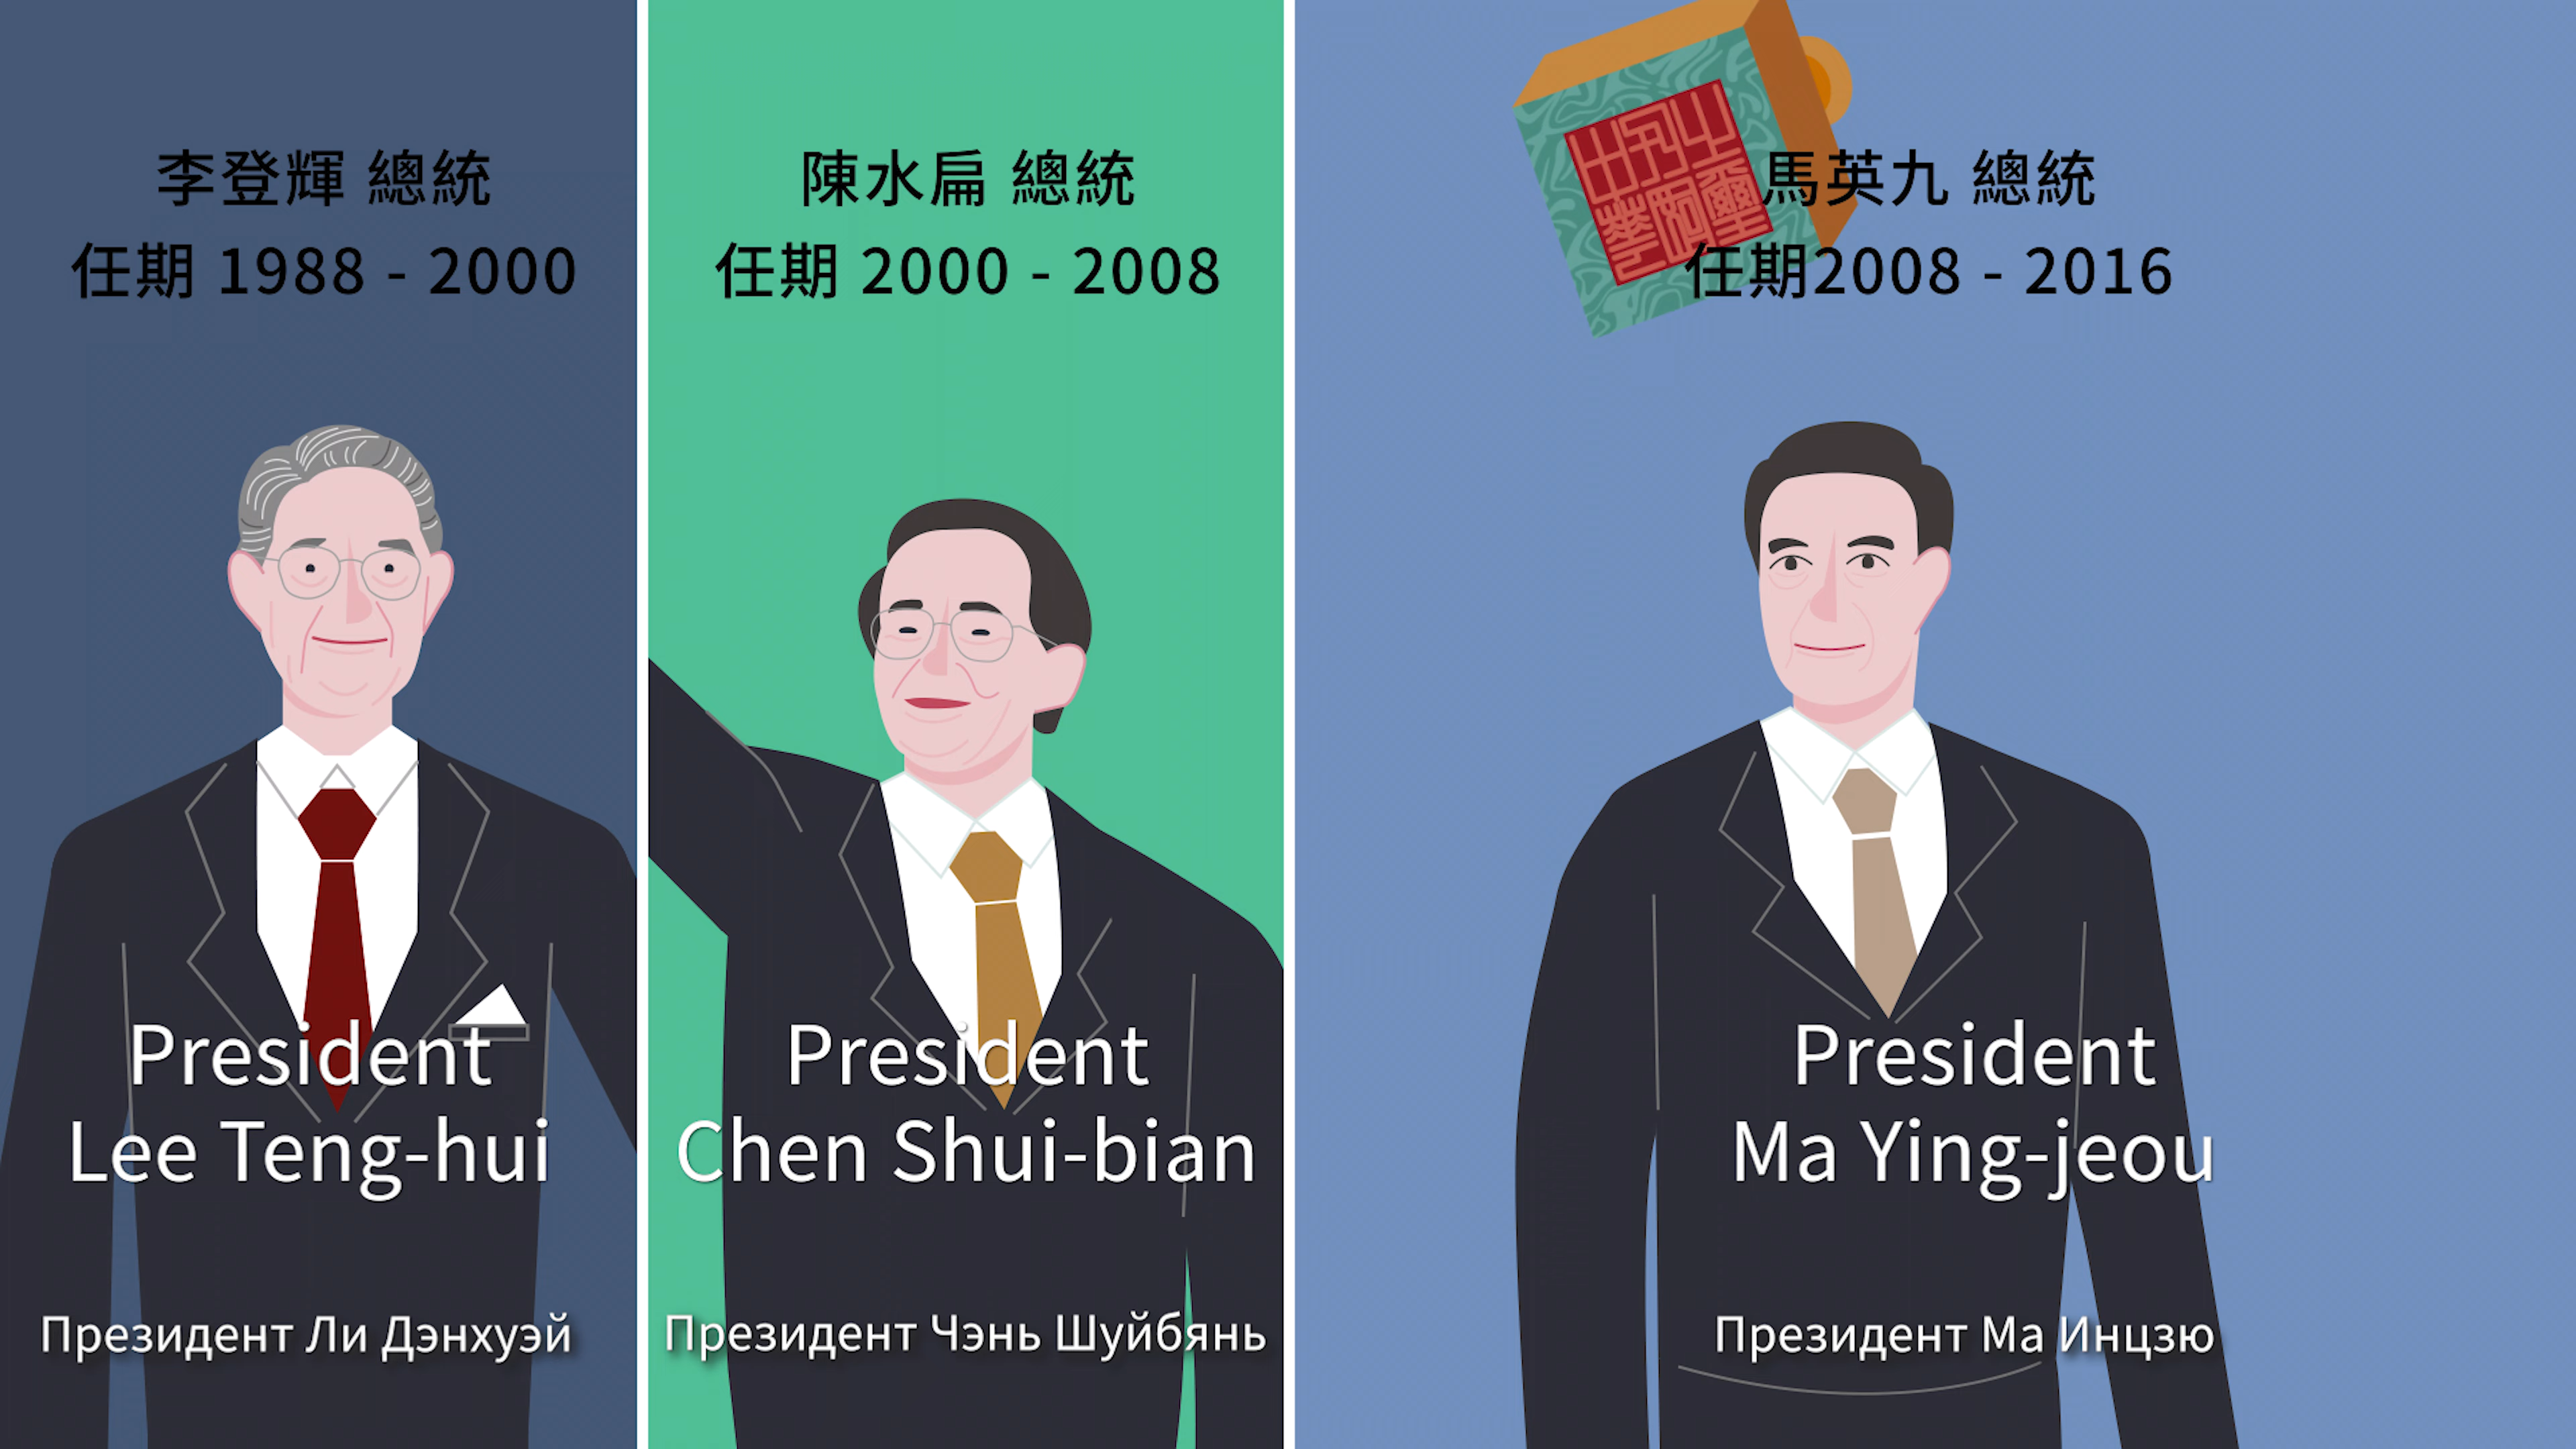 李登輝 總統
任期 1988 - 2000
President
Lee Teng-hui
Президент Ли Дэнхуэй
陳水扁 總統
任期 2000 - 2008
President
Chen Shui-bian
Президент Чэнь Шуйбянь
馬英九 總統
任期2008 - 2016
President
Ma Ying-jeou
Президент Ма Инцзю